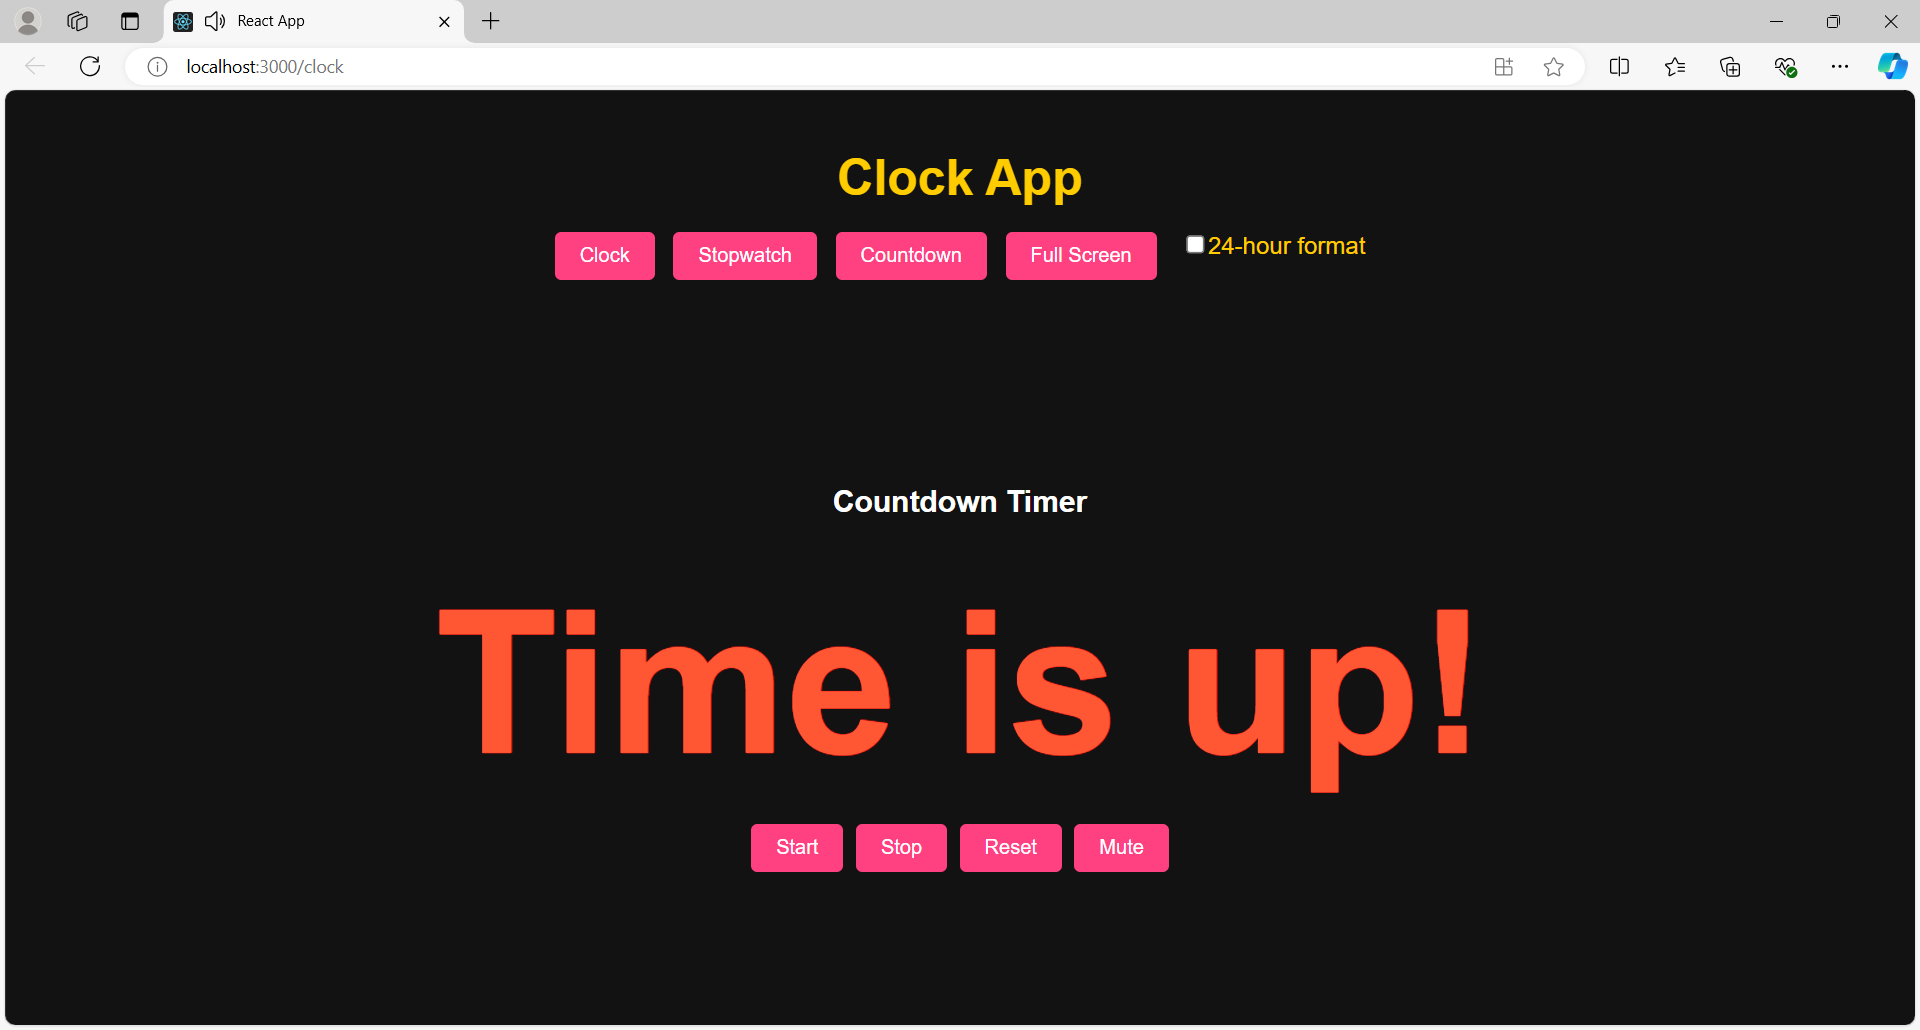 React App
localhost:3000/clock
Clock App
Clock Stopwatch Countdown Full Screen 24-hour format
Countdown Timer
Time is up!
Start Stop Reset Mute